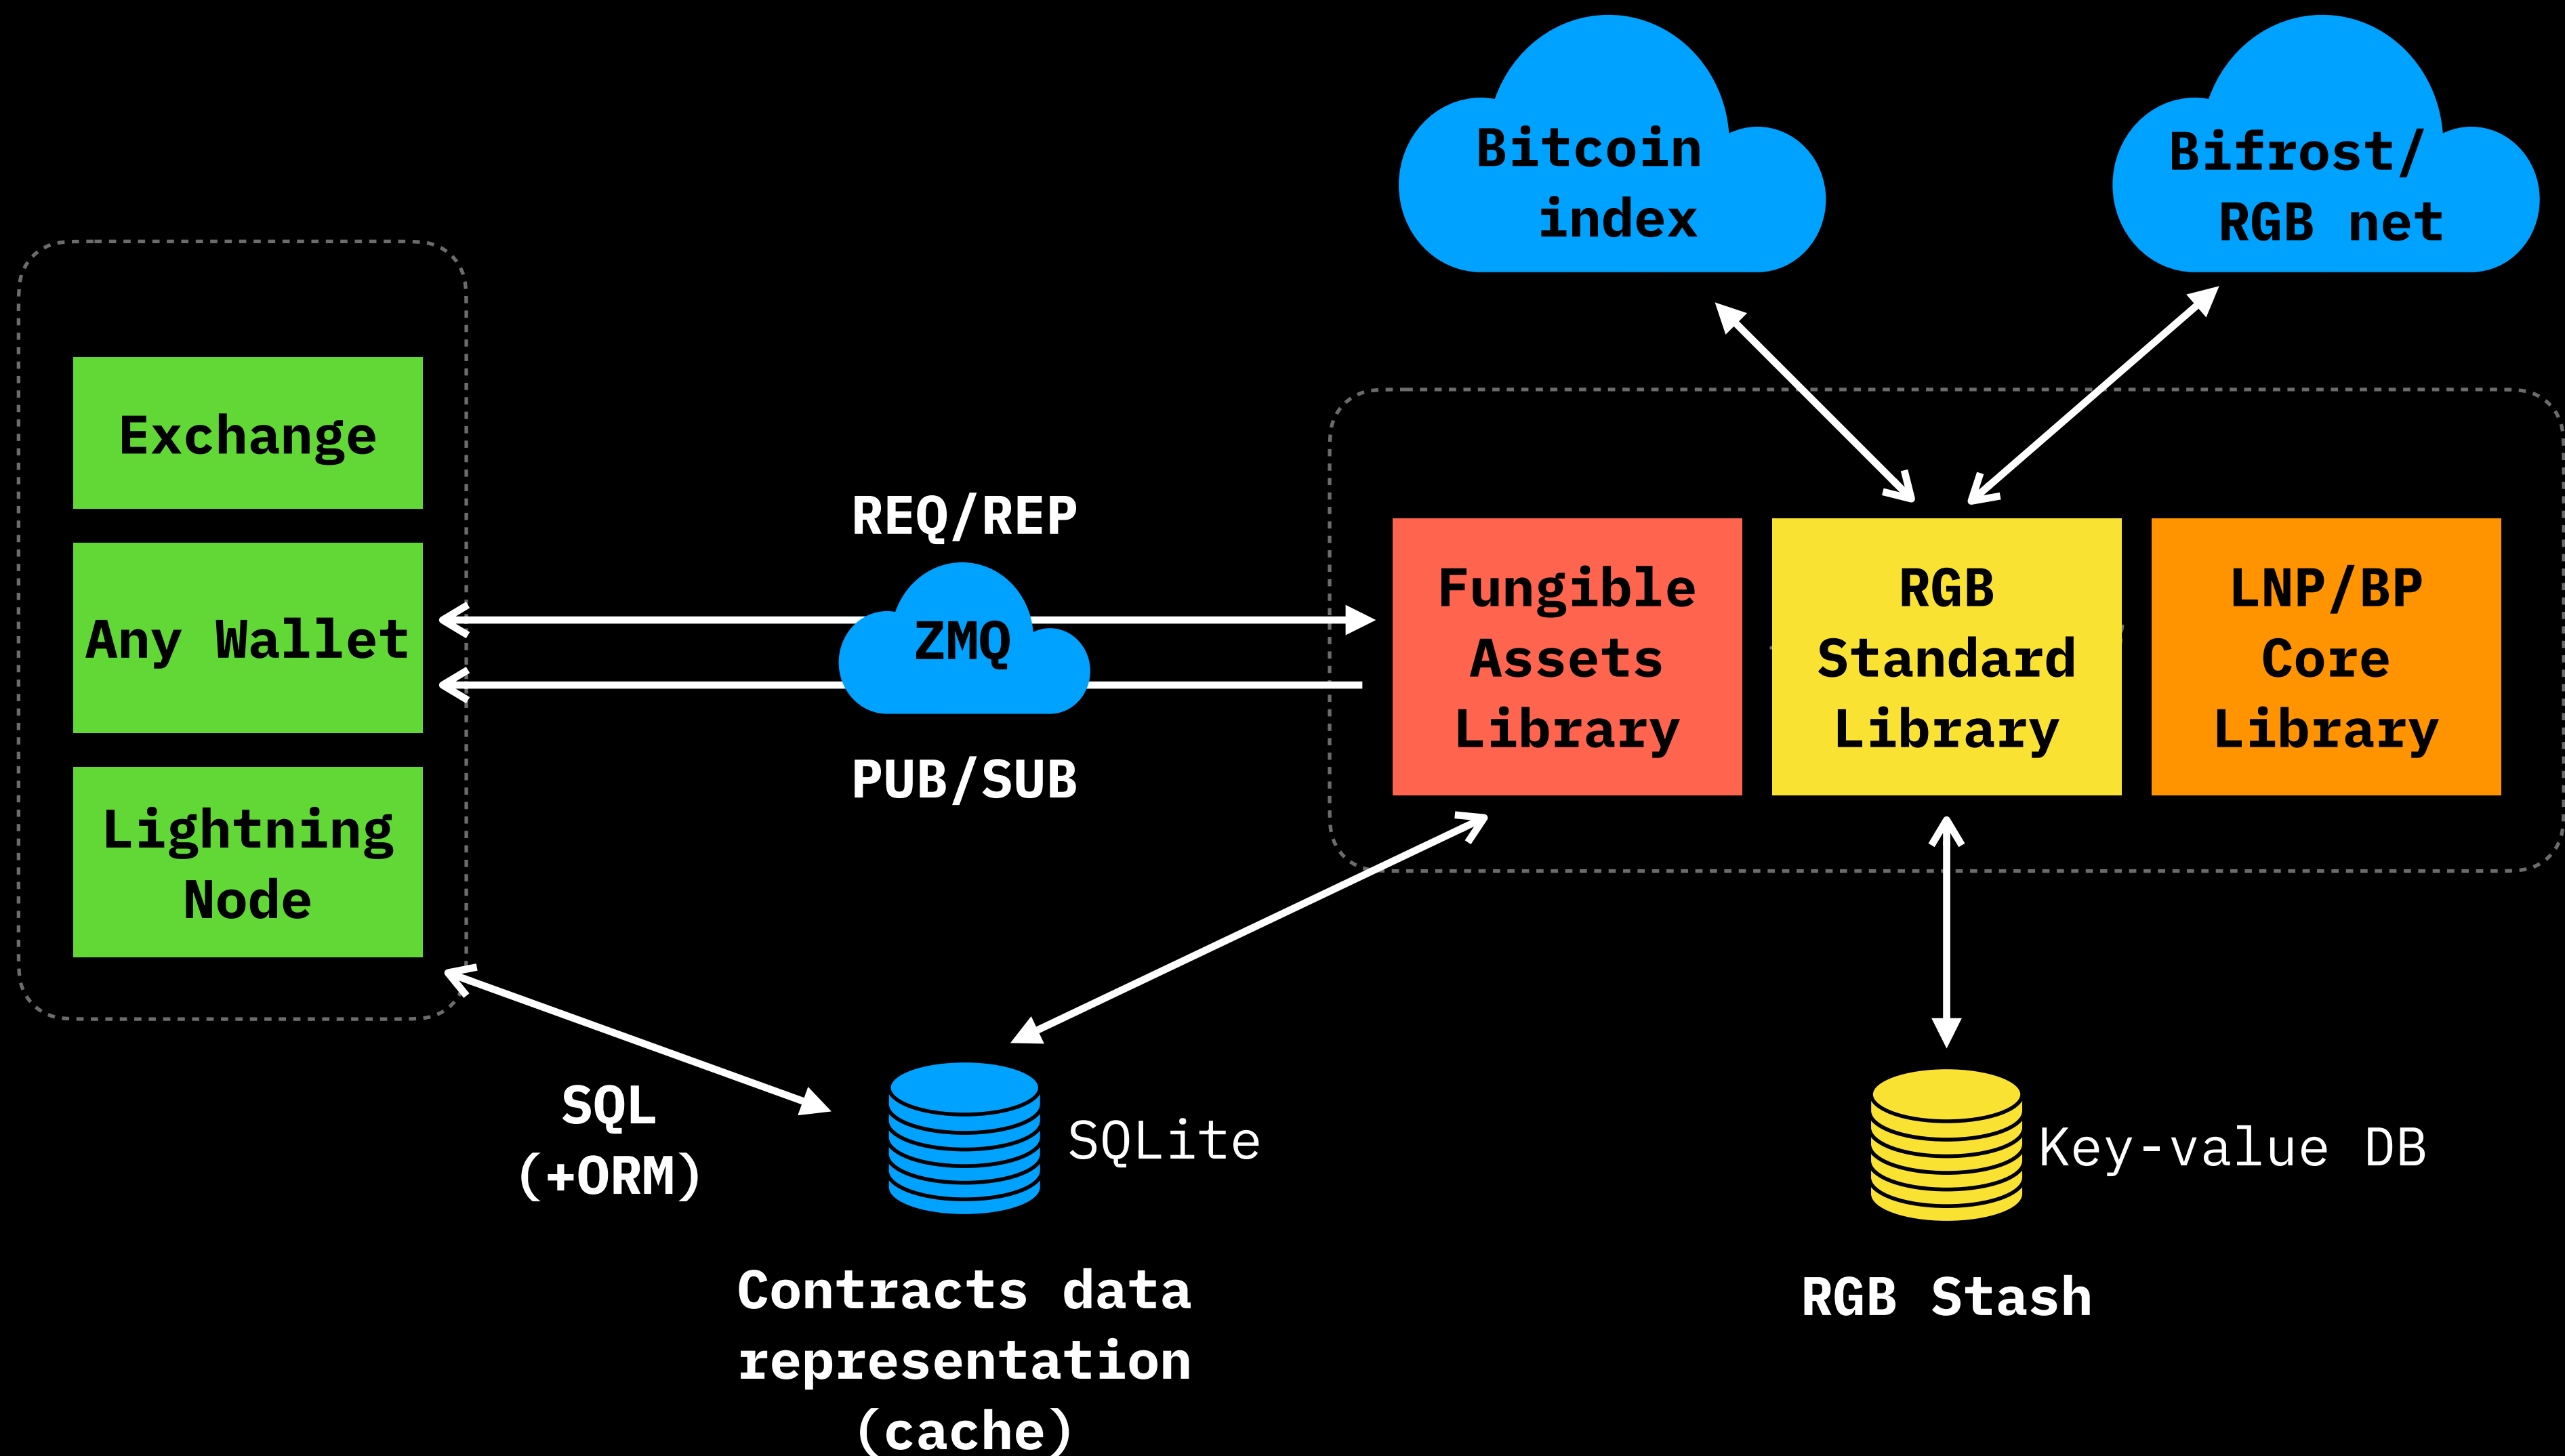 Bitcoin
index
Bifrost/
RGB net
Exchange
Any Wallet
Lightning
Node
REQ/REP
ZMQ
PUB/SUB
Fungible
Assets
Library
RGB
Standard
Library
LNP/BP
Core
Library
SQL
(+ORM)
SQLite
Contracts data
representation
(cache)
Key-value DB
RGB Stash